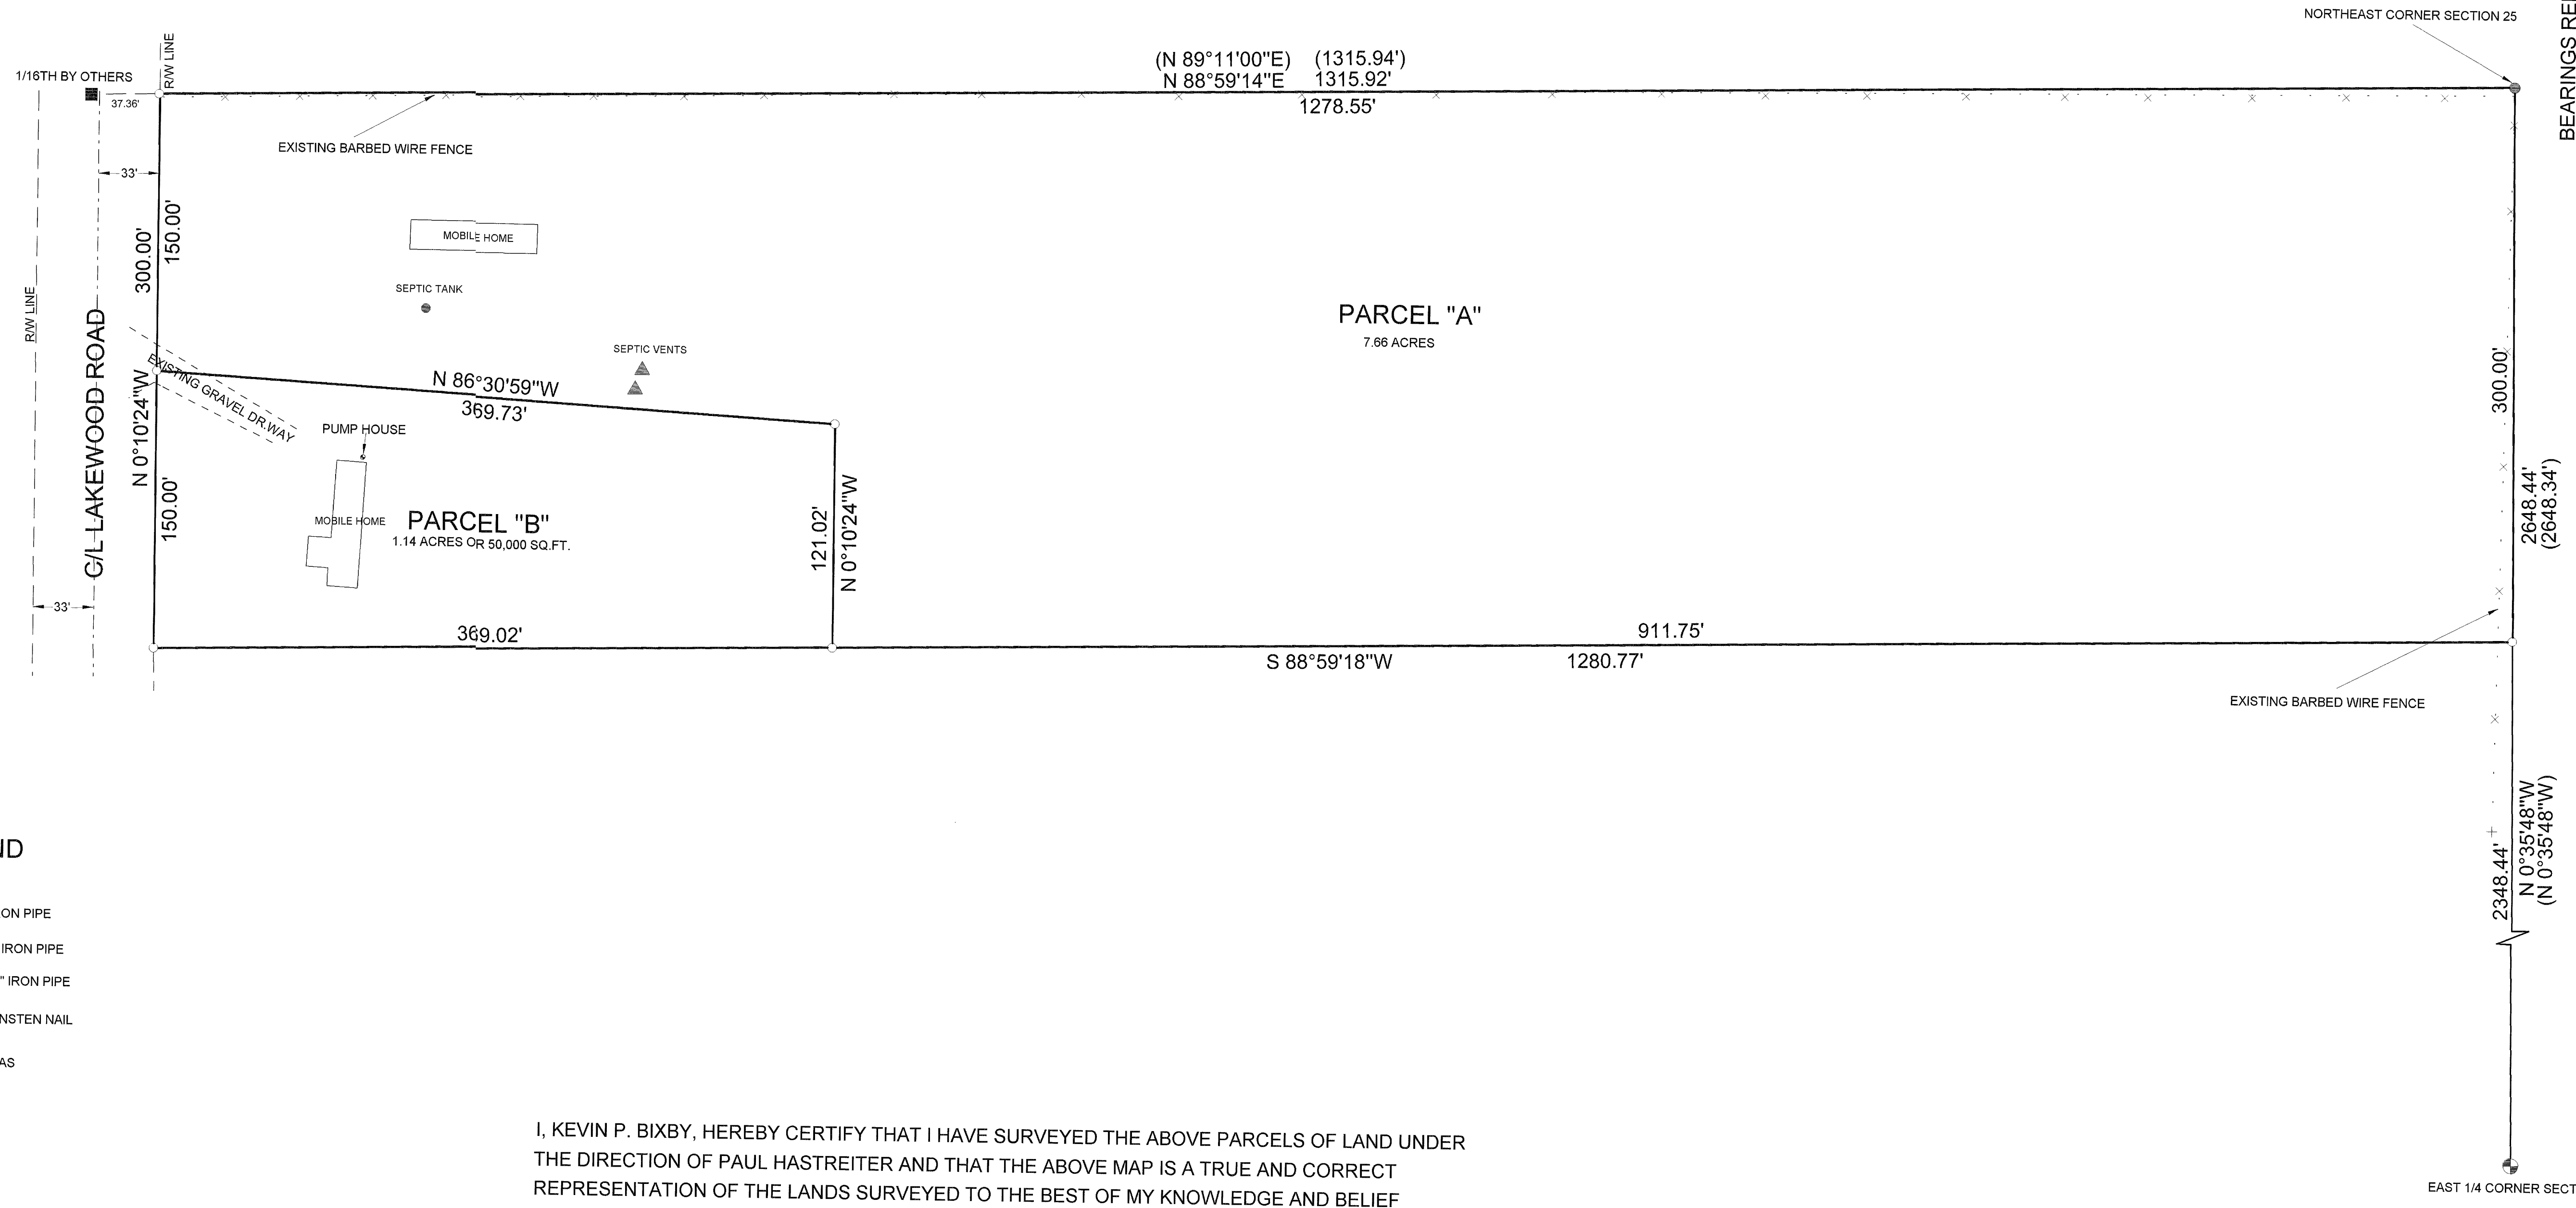 NORTHEAST CORNER SECTION 25
(N 89°11'00"E) (1315.94')
N 88°59'14"E 1315.92'
1278.55'
1/16TH BY OTHERS
R/W LINE
37.36'
EXISTING BARBED WIRE FENCE
33'
300.00'
150.00'
MOBILE HOME
SEPTIC TANK
SEPTIC VENTS
PARCEL "A"
7.66 ACRES
R/W LINE
C/L LAKEWOOD ROAD
N 0°10'24"W
EXISTING GRAVEL DR.WAY
N 86°30'59"W
369.73'
PUMP HOUSE
150.00'
MOBILE HOME
PARCEL "B"
1.14 ACRES OR 50,000 SQ.FT.
121.02'
N 0°10'24"W
300.00'
2648.44'
(2648.34')
33'
369.02'
911.75'
S 88°59'18"W 1280.77'
EXISTING BARBED WIRE FENCE
2348.44'
N 0°35'48"W
(N 0°35'48"W)
BEARINGS RE
ND
ON PIPE
IRON PIPE
" IRON PIPE
NSTEN NAIL
AS
I, KEVIN P. BIXBY, HEREBY CERTIFY THAT I HAVE SURVEYED THE ABOVE PARCELS OF LAND UNDER
THE DIRECTION OF PAUL HASTREITER AND THAT THE ABOVE MAP IS A TRUE AND CORRECT
REPRESENTATION OF THE LANDS SURVEYED TO THE BEST OF MY KNOWLEDGE AND BELIEF
EAST 1/4 CORNER SECT